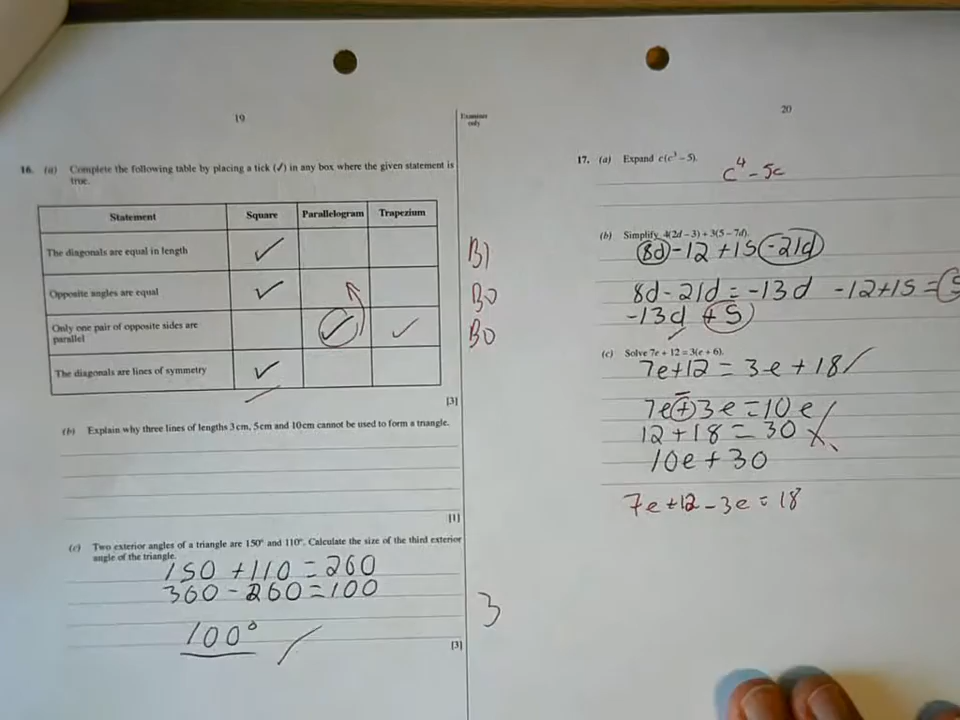 19
Examiner only
16. (a) Complete the following table by placing a tick (✓) in any box where the given statement is
true.
Statement Square Parallelogram Trapezium
The diagonals are equal in length ✓ B1
Opposite angles are equal ✓ B0
Only one pair of opposite sides are
parallel ✓ ✓ B0
The diagonals are lines of symmetry ✓
[3]
(b) Explain why three lines of lengths 3cm, 5cm and 10cm cannot be used to form a triangle.
[1]
(c) Two exterior angles of a triangle are 150° and 110°. Calculate the size of the third exterior
angle of the triangle.
150 + 110 = 260
360 - 260 = 100
100°
3
[3]
20
17. (a) Expand c(c³ – 5).
c⁴ - 5c
(b) Simplify 4(2d – 3) + 3(5 – 7d).
8d - 12 + 15 - 21d
8d - 21d = -13d -12 + 15 = 5
-13d + 5
(c) Solve 7e + 12 = 3(e + 6).
7e + 12 = 3e + 18
7e + 3e = 10e
12 + 18 = 30
10e + 30
7e + 12 - 3e = 18